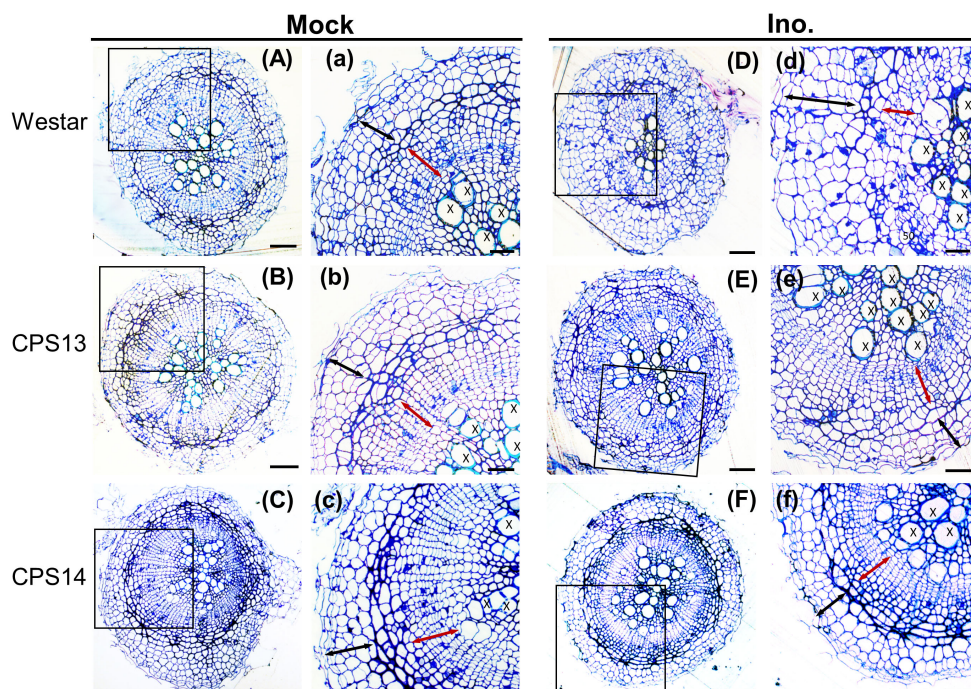 Mock Ino.
Westar
(A) (a) (D) (d)
X X X X X
X X X X X X
CPS13
(B) (b) (E) (e)
X X X X X
X X X X X X X X X
CPS14
(C) (c) (F) (f)
X X X
X X X X X